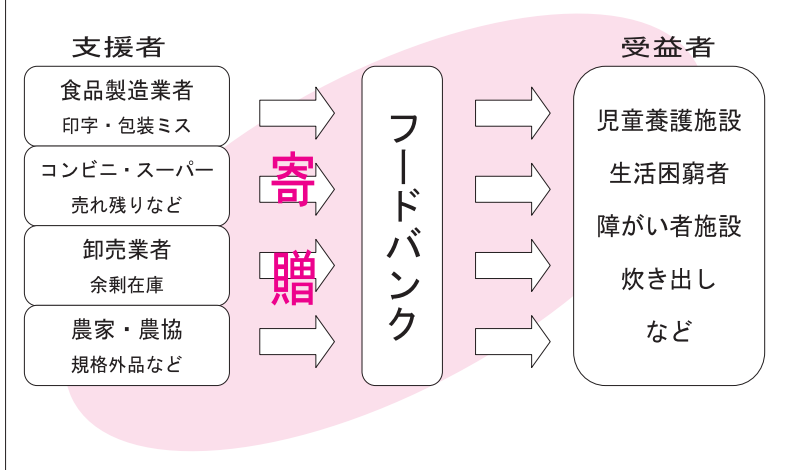 支援者
食品製造業者
印字・包装ミス
コンビニ・スーパー
売れ残りなど
卸売業者
余剰在庫
農家・農協
規格外品など
寄
贈
フードバンク
受益者
児童養護施設
生活困窮者
障がい者施設
炊き出し
など